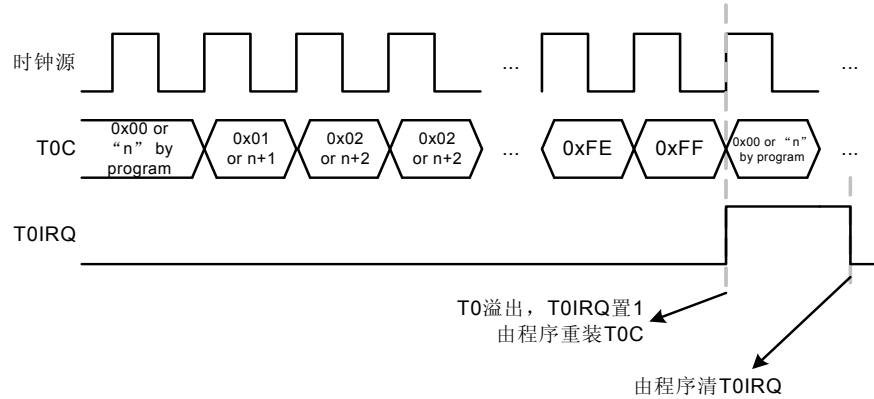 时钟源
...
...
T0C
0x00 or
“n” by
program
0x01
or n+1
0x02
or n+2
0x02
or n+2
...
0xFE
0xFF
0x00 or “n”
by program
...
T0IRQ
T0溢出，T0IRQ置1
由程序重装T0C
由程序清T0IRQ